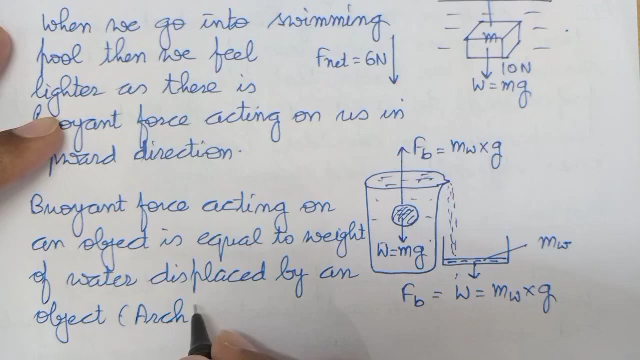 when we go into swimming
pool then we feel
lighter as there is
buoyant force acting on us in
pward direction.
Fnet = 6N
m
10N
W = mg
Buoyant force acting on
an object is equal to weight
of water displaced by an
object (Arch
Fb = mw×g
W = mg
mw
Fb = W = mw×g